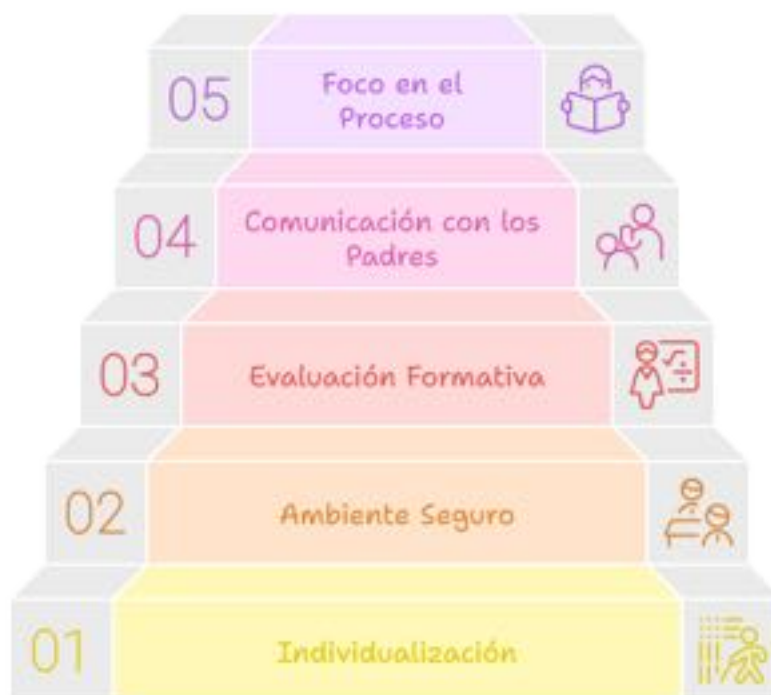 05
Foco en el
Proceso
04
Comunicación con los
Padres
03
Evaluación Formativa
02
Ambiente Seguro
01
Individualización